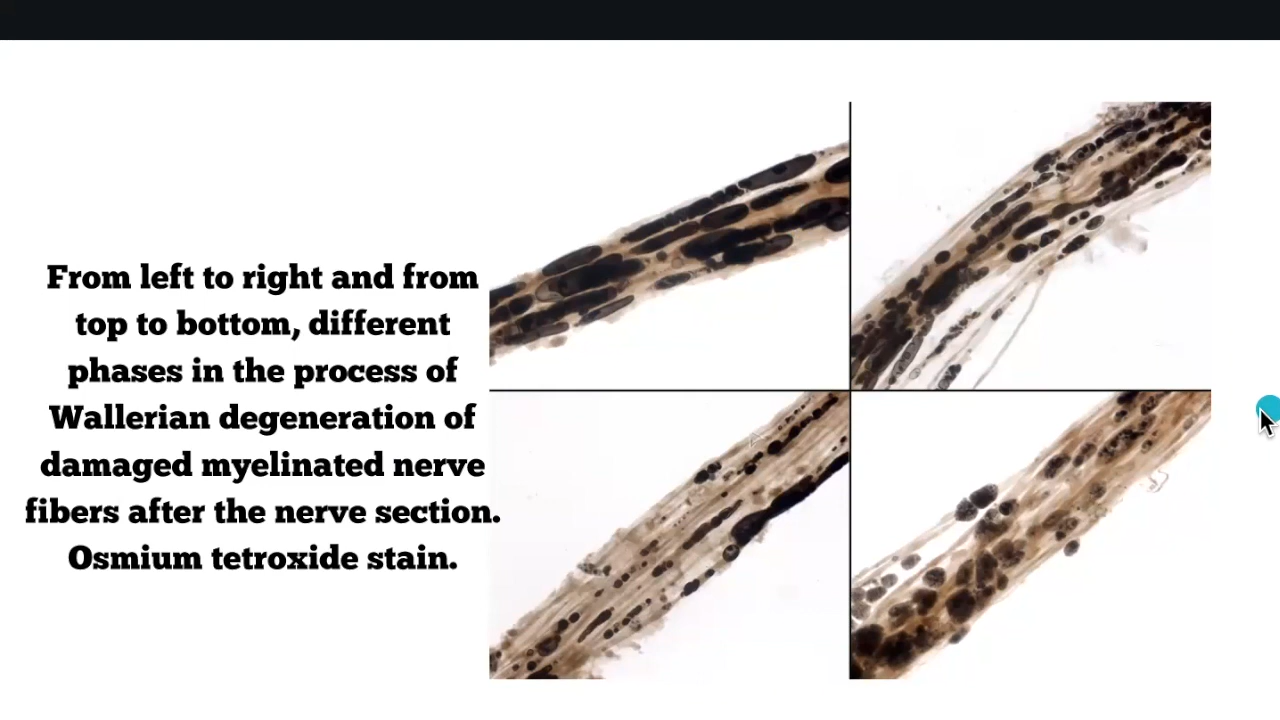 From left to right and from
top to bottom, different
phases in the process of
Wallerian degeneration of
damaged myelinated nerve
fibers after the nerve section.
Osmium tetroxide stain.